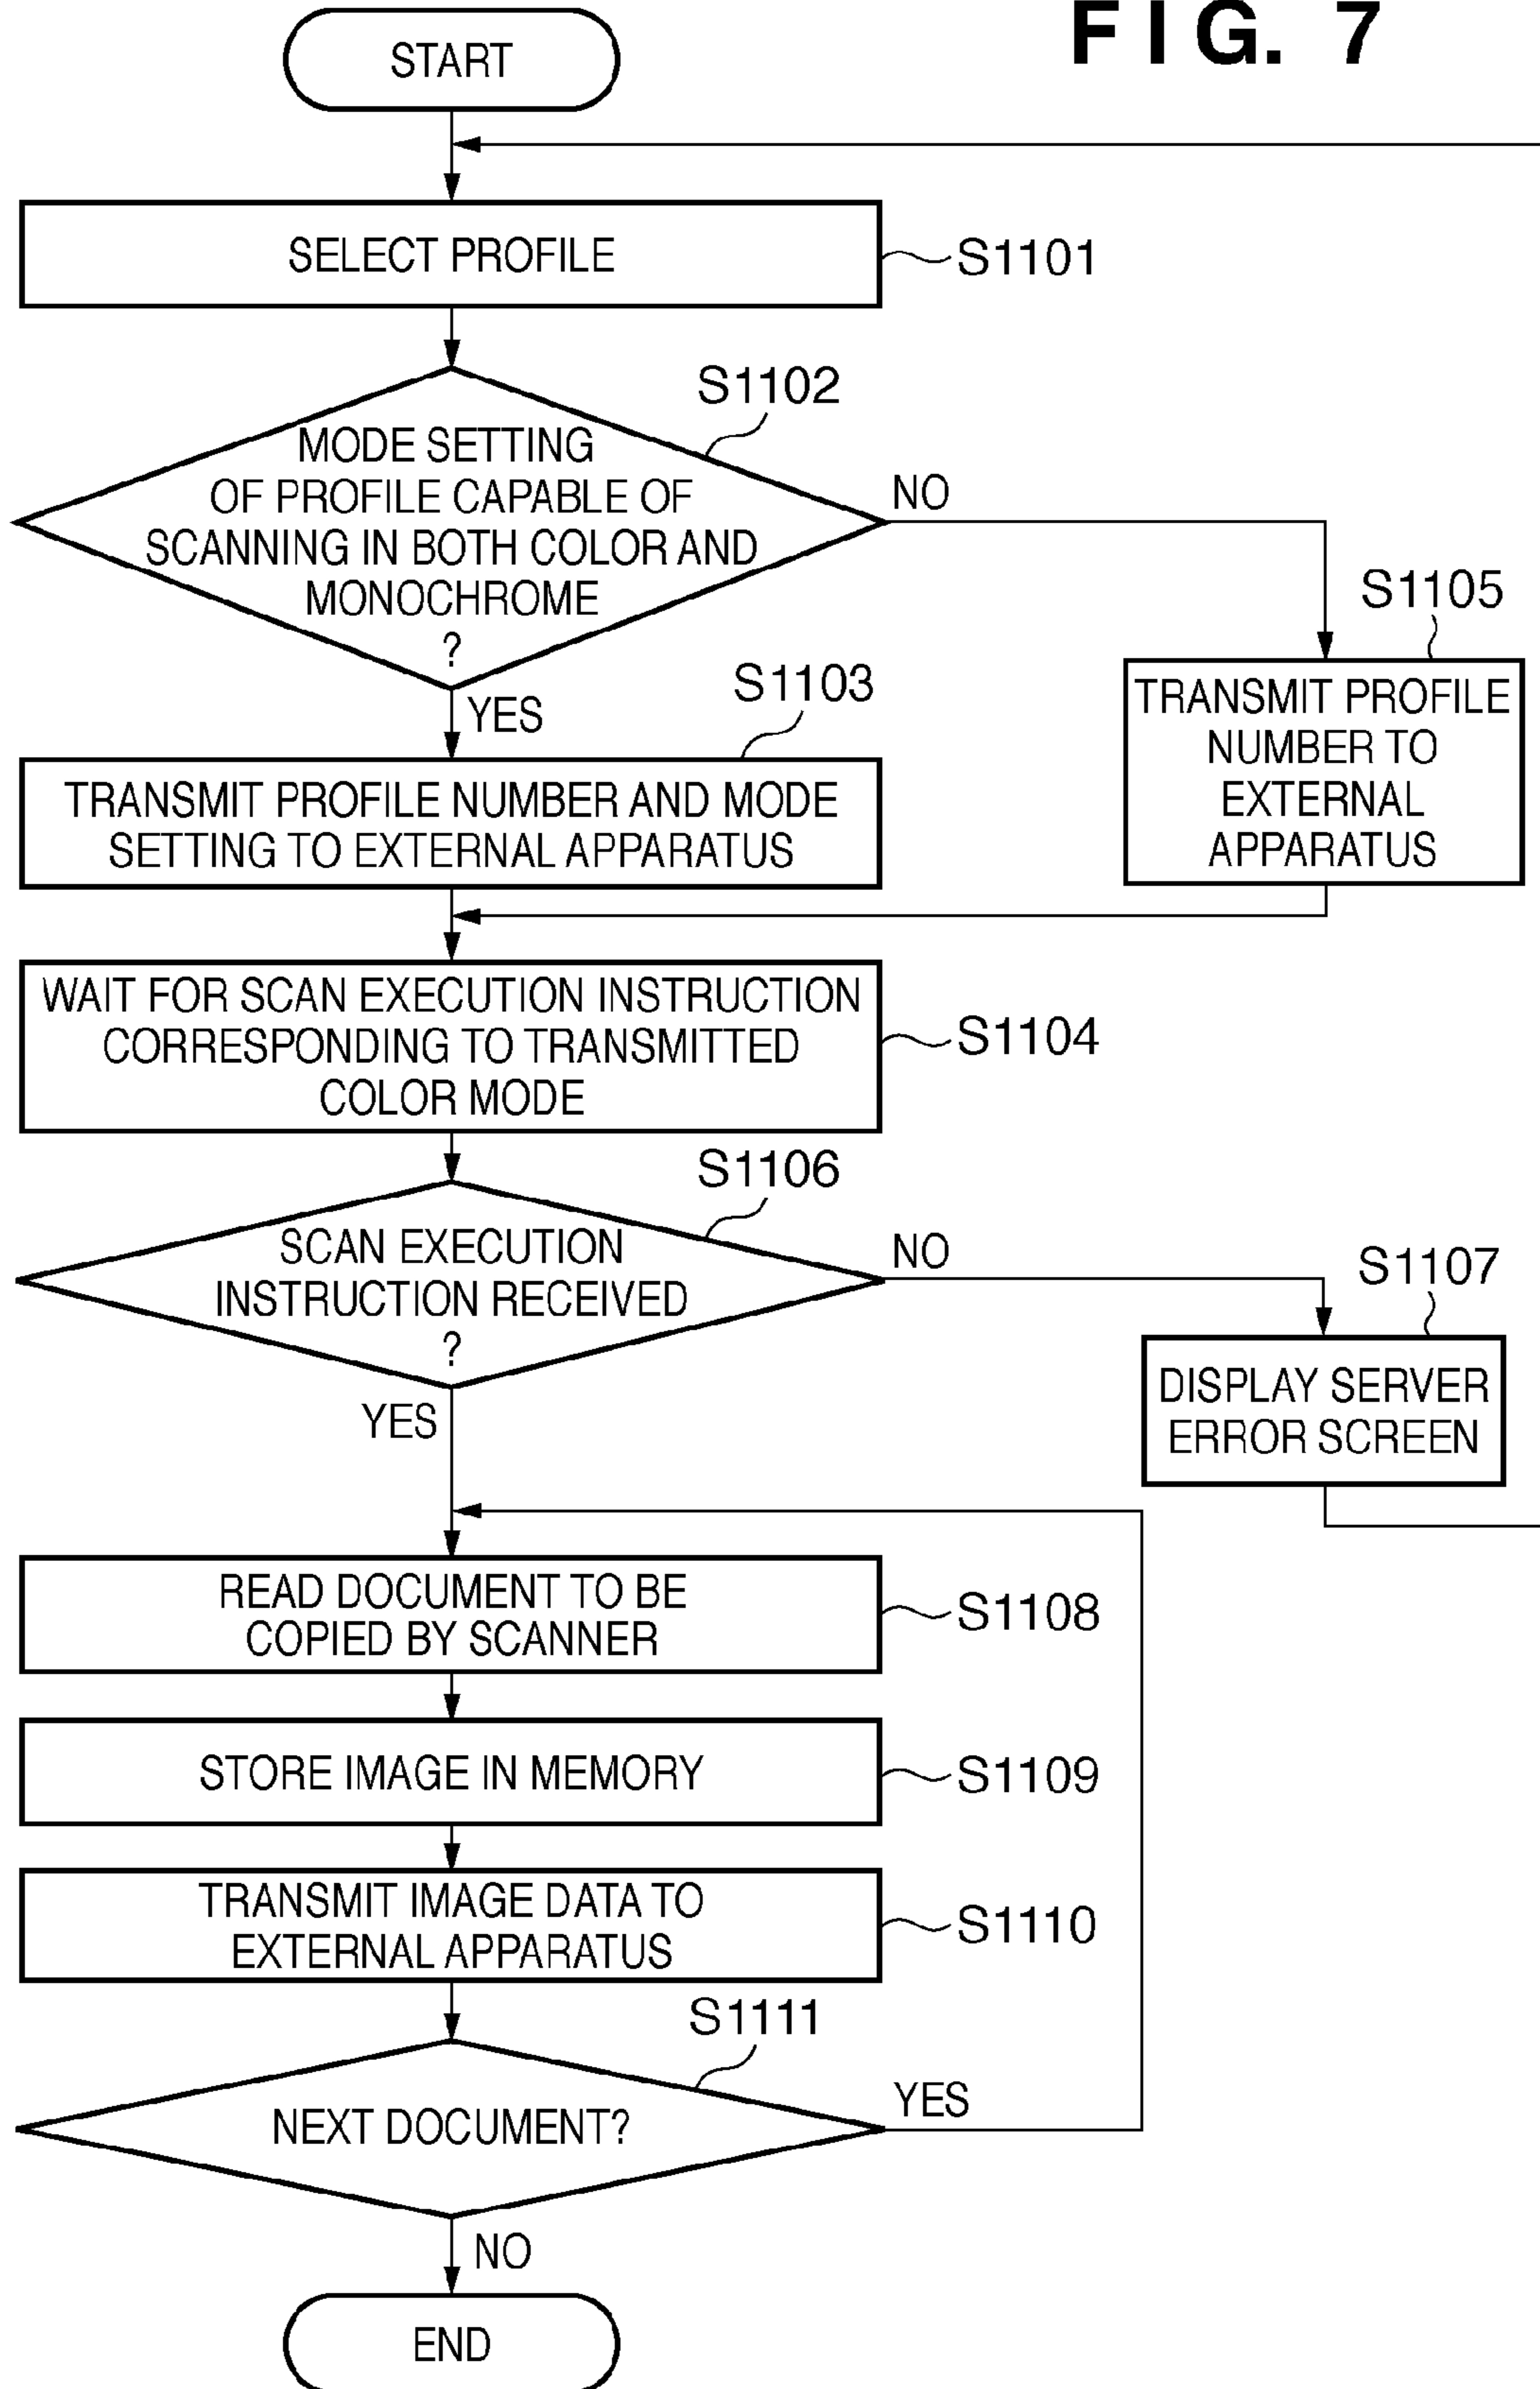 FIG. 7
START
SELECT PROFILE
S1101
S1102
MODE SETTING
OF PROFILE CAPABLE OF
SCANNING IN BOTH COLOR AND
MONOCHROME
?
NO
YES
S1105
TRANSMIT PROFILE
NUMBER TO
EXTERNAL
APPARATUS
S1103
TRANSMIT PROFILE NUMBER AND MODE
SETTING TO EXTERNAL APPARATUS
WAIT FOR SCAN EXECUTION INSTRUCTION
CORRESPONDING TO TRANSMITTED
COLOR MODE
S1104
S1106
SCAN EXECUTION
INSTRUCTION RECEIVED
?
NO
YES
S1107
DISPLAY SERVER
ERROR SCREEN
READ DOCUMENT TO BE
COPIED BY SCANNER
S1108
STORE IMAGE IN MEMORY
S1109
TRANSMIT IMAGE DATA TO
EXTERNAL APPARATUS
S1110
S1111
NEXT DOCUMENT?
YES
NO
END